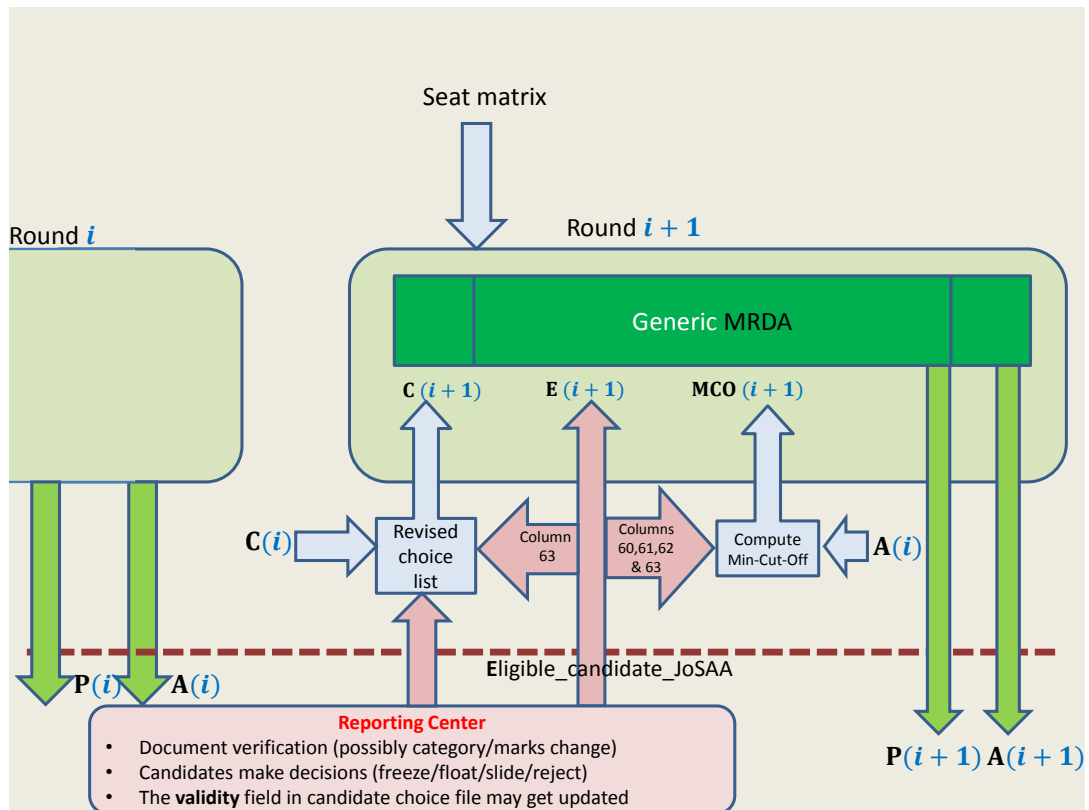 Seat matrix
Round i
Round i + 1
Generic MRDA
C (i + 1)
E (i + 1)
MCO (i + 1)
C(i)
Revised
choice
list
Column
63
Columns
60,61,62
& 63
Compute
Min-Cut-Off
A(i)
Eligible_candidate_JoSAA
P(i)
A(i)
Reporting Center
• Document verification (possibly category/marks change)
• Candidates make decisions (freeze/float/slide/reject)
• The validity field in candidate choice file may get updated
P(i + 1)
A(i + 1)